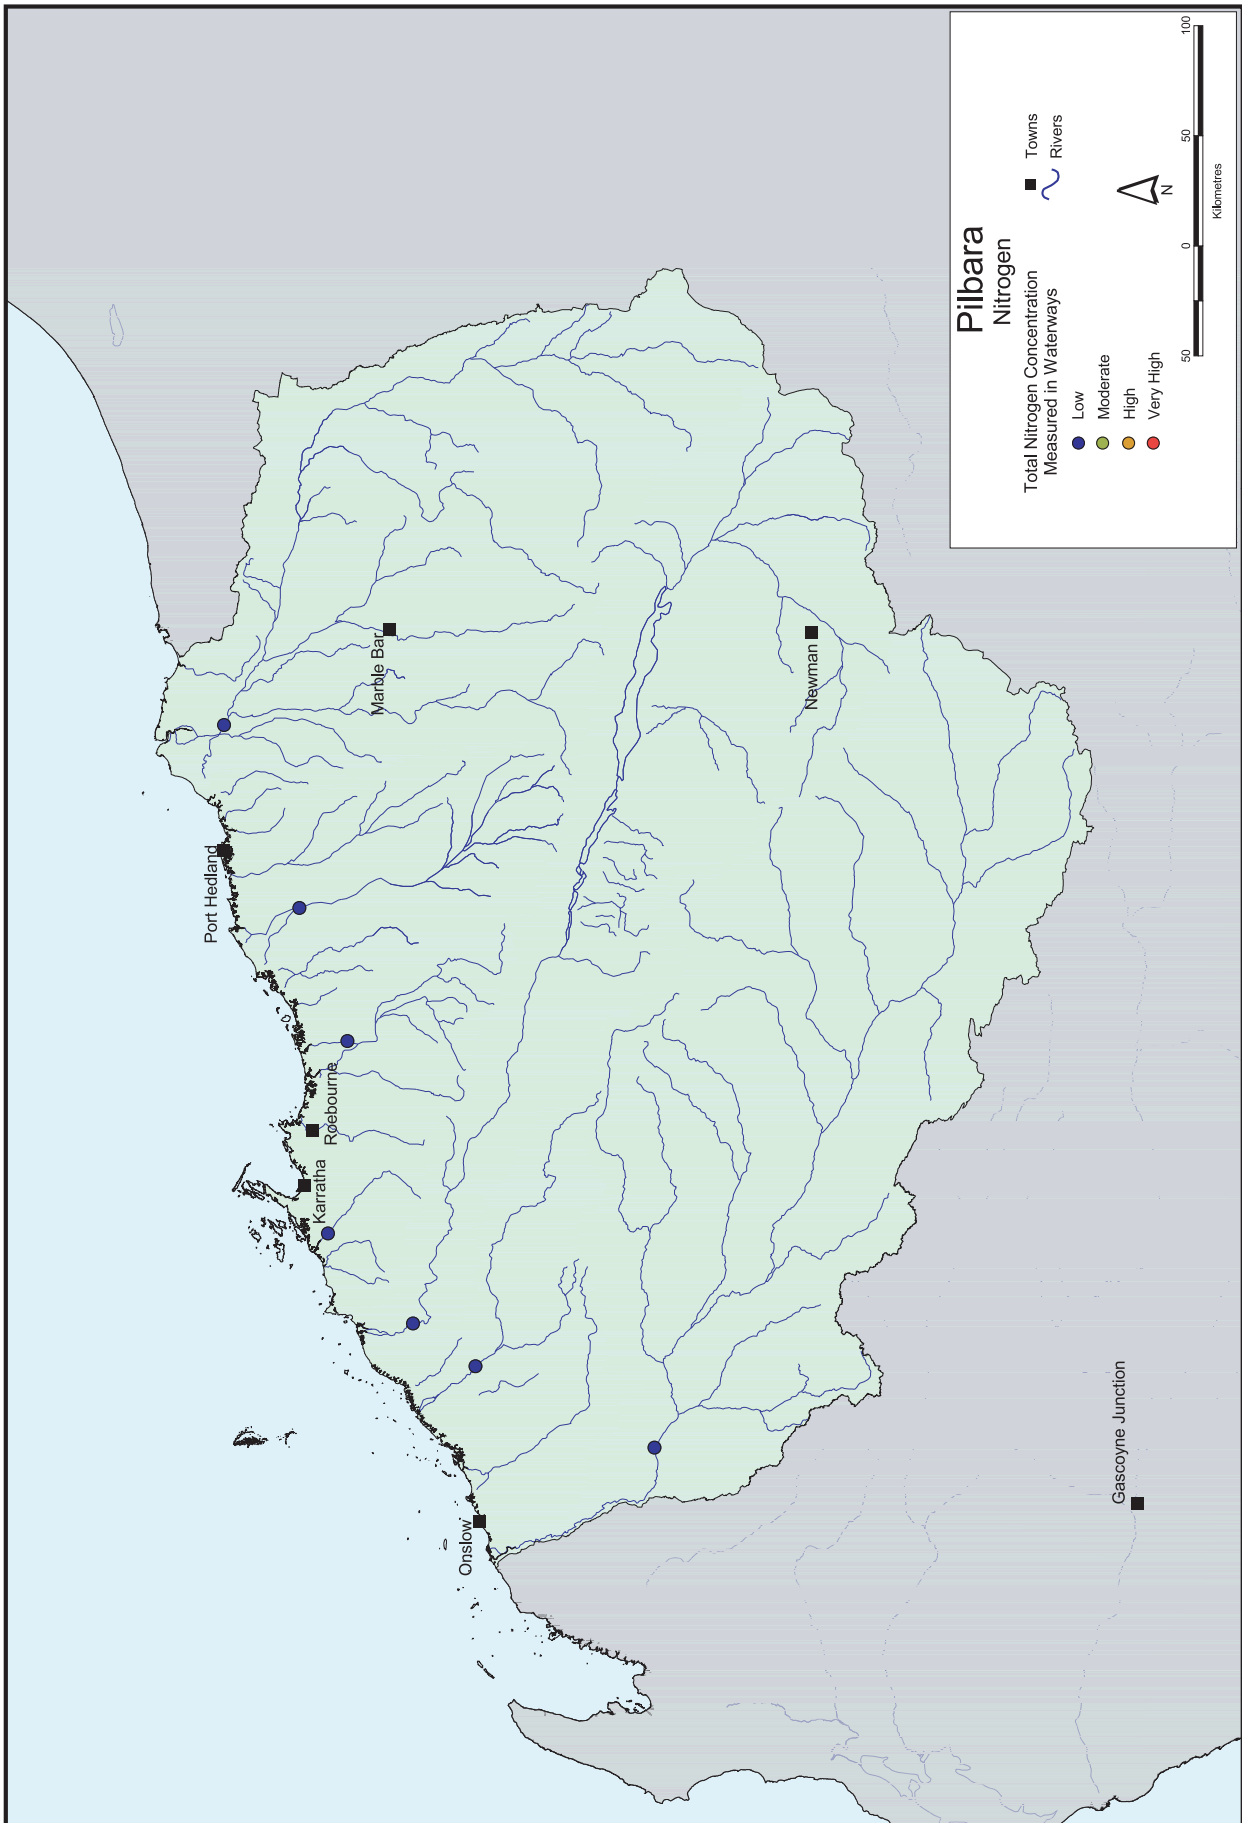 Pilbara
Nitrogen
Total Nitrogen Concentration
Measured in Waterways
Low
Moderate
High
Very High
Towns
Rivers
N
50
0
50
100
Kilometres
Port Hedland
Marble Bar
Roebourne
Karratha
Onslow
Newman
Gascoyne Junction